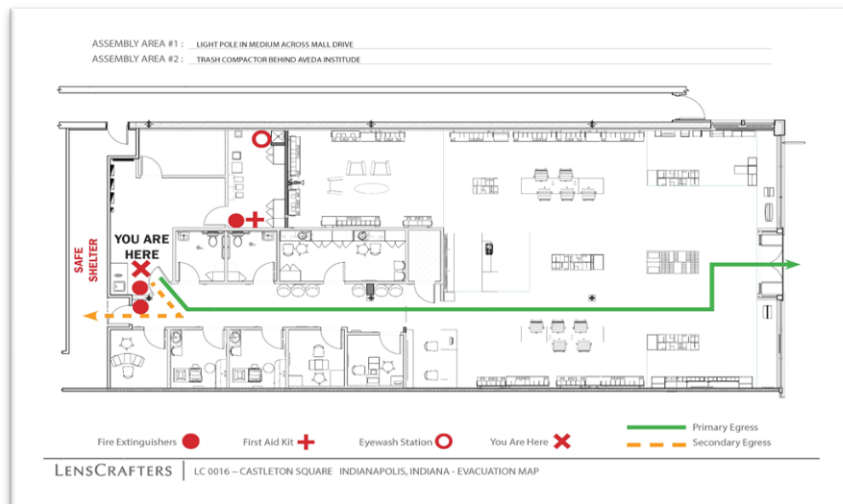 ASSEMBLY AREA #1 : LIGHT POLE IN MEDIUM ACROSS MALL DRIVE
ASSEMBLY AREA #2 : TRASH COMPACTOR BEHIND AVEDA INSTITUDE
YOU ARE
HERE
SAFE
SHELTER
Fire Extinguishers
First Aid Kit
Eyewash Station
You Are Here
Primary Egress
Secondary Egress
LENSCRAFTERS
LC 0016 – CASTLETON SQUARE INDIANAPOLIS, INDIANA - EVACUATION MAP